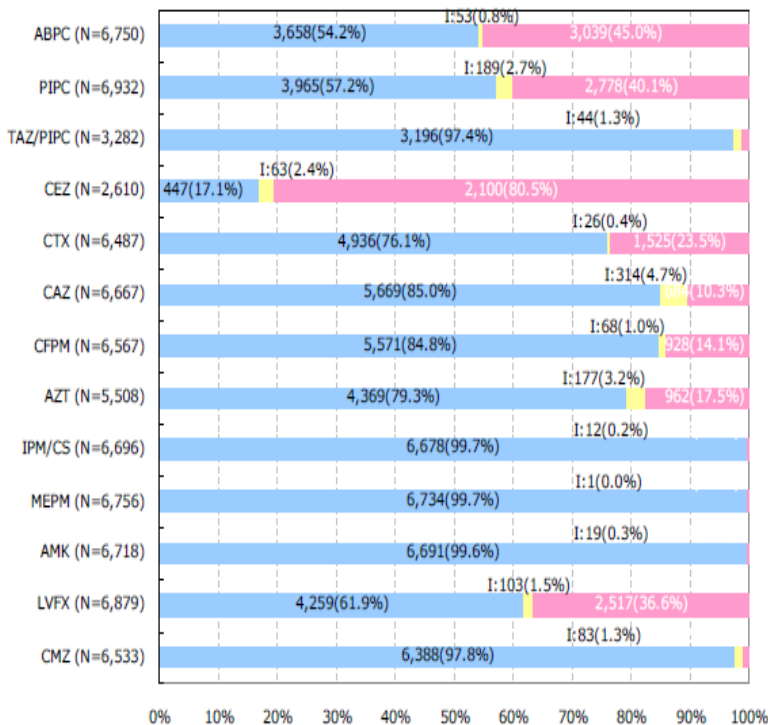 I:53(0.8%)
ABPC (N=6,750) 3,658(54.2%) 3,039(45.0%)
I:189(2.7%)
PIPC (N=6,932) 3,965(57.2%) 2,778(40.1%)
I:44(1.3%)
TAZ/PIPC (N=3,282) 3,196(97.4%)
I:63(2.4%)
CEZ (N=2,610) 447(17.1%) 2,100(80.5%)
I:26(0.4%)
CTX (N=6,487) 4,936(76.1%) 1,525(23.5%)
I:314(4.7%)
CAZ (N=6,667) 5,669(85.0%) (10.3%)
I:68(1.0%)
CFPM (N=6,567) 5,571(84.8%) 928(14.1%)
I:177(3.2%)
AZT (N=5,508) 4,369(79.3%) 962(17.5%)
I:12(0.2%)
IPM/CS (N=6,696) 6,678(99.7%)
I:1(0.0%)
MEPM (N=6,756) 6,734(99.7%)
I:19(0.3%)
AMK (N=6,718) 6,691(99.6%)
I:103(1.5%)
LVFX (N=6,879) 4,259(61.9%) 2,517(36.6%)
I:83(1.3%)
CMZ (N=6,533) 6,388(97.8%)
0% 10% 20% 30% 40% 50% 60% 70% 80% 90% 100%